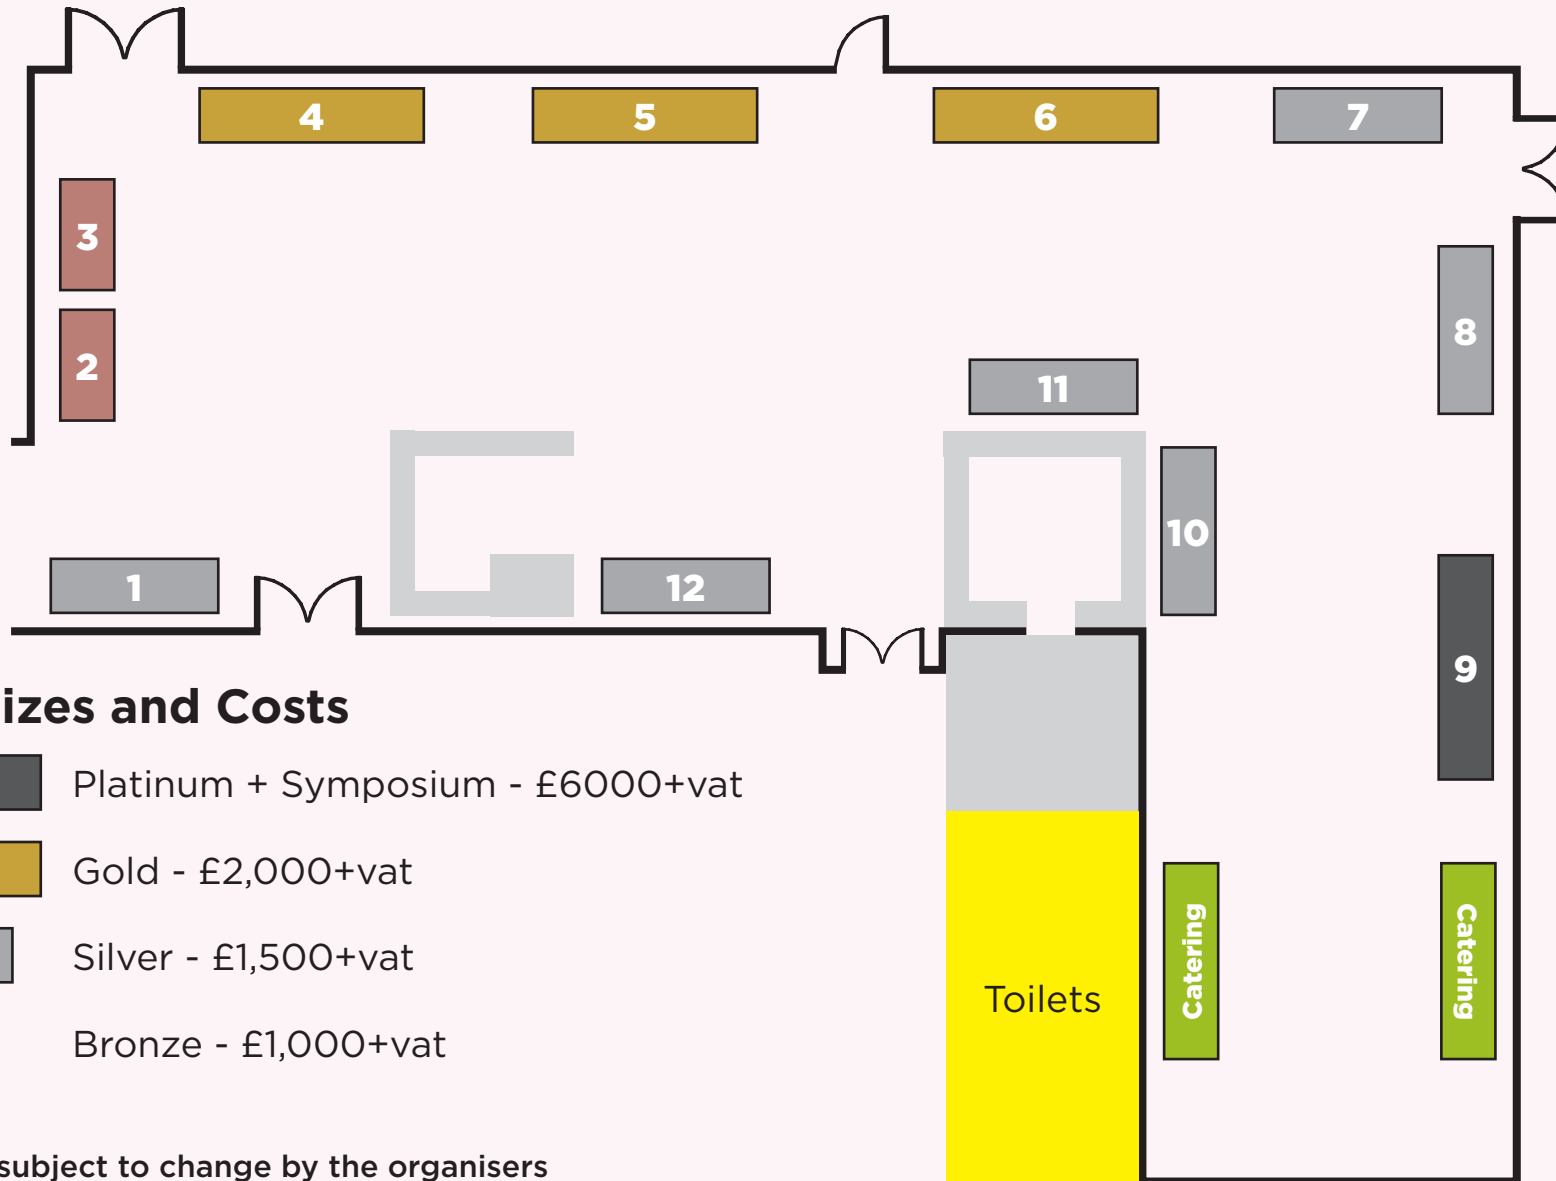 4
5
6
7
3
8
2
11
10
1
12
9
izes and Costs
Platinum + Symposium - £6000+vat
Gold - £2,000+vat
Silver - £1,500+vat
Bronze - £1,000+vat
Toilets
Catering
Catering
subject to change by the organisers